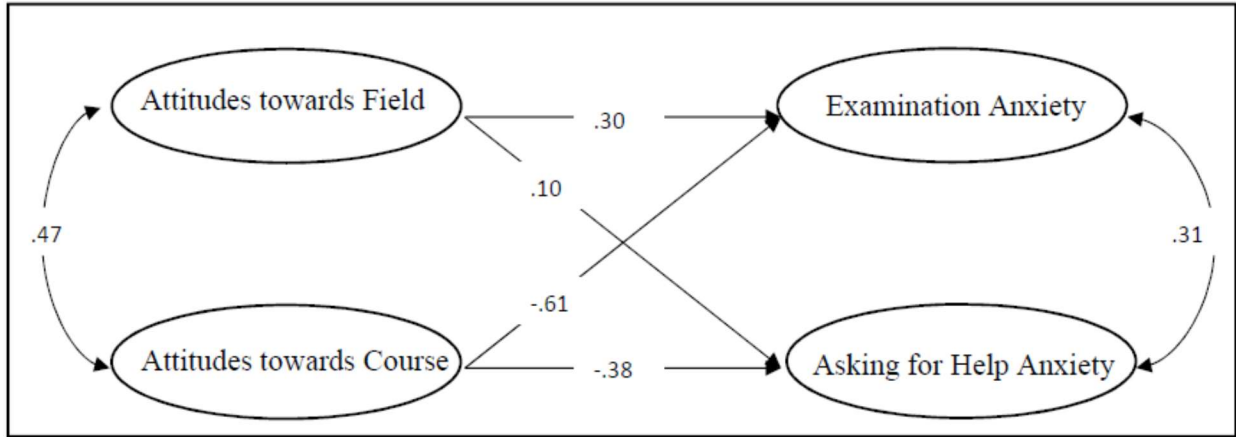 Attitudes towards Field
Examination Anxiety
.30
.10
.47
.31
-.61
Attitudes towards Course
-.38
Asking for Help Anxiety